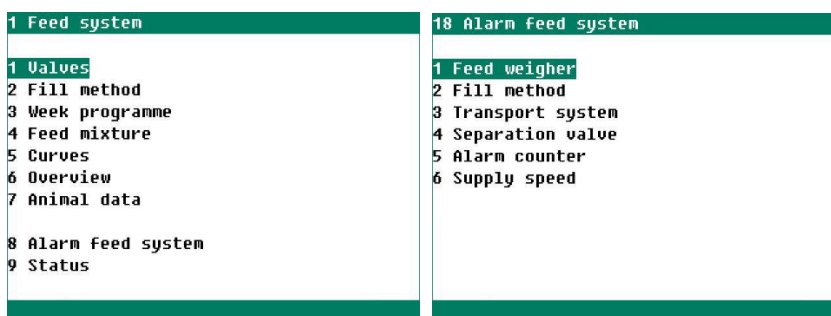 1 Feed system
1 Valves
2 Fill method
3 Week programme
4 Feed mixture
5 Curves
6 Overview
7 Animal data
8 Alarm feed system
9 Status
18 Alarm feed system
1 Feed weigher
2 Fill method
3 Transport system
4 Separation valve
5 Alarm counter
6 Supply speed